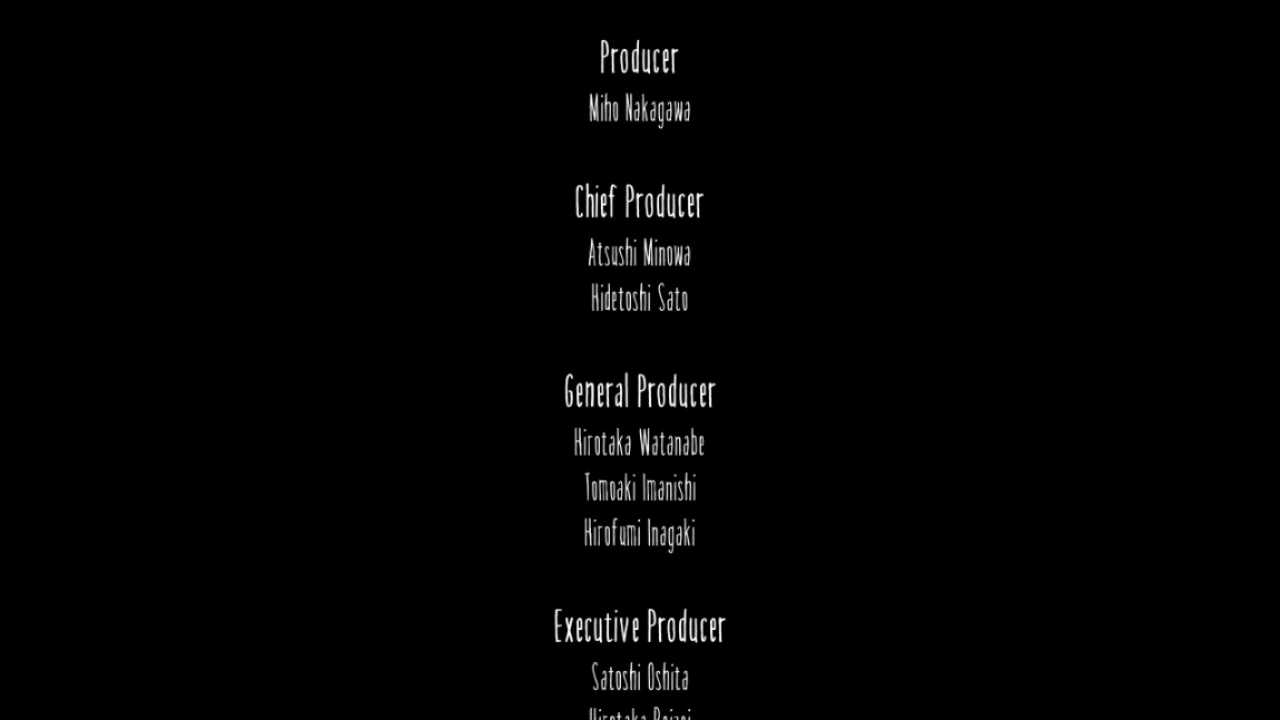 Producer
Miho Nakagawa
Chief Producer
Atsushi Minowa
Hidetoshi Sato
General Producer
Hirotaka Watanabe
Tomoaki Imanishi
Hirofumi Inagaki
Executive Producer
Satoshi Oshita
Hirotaka